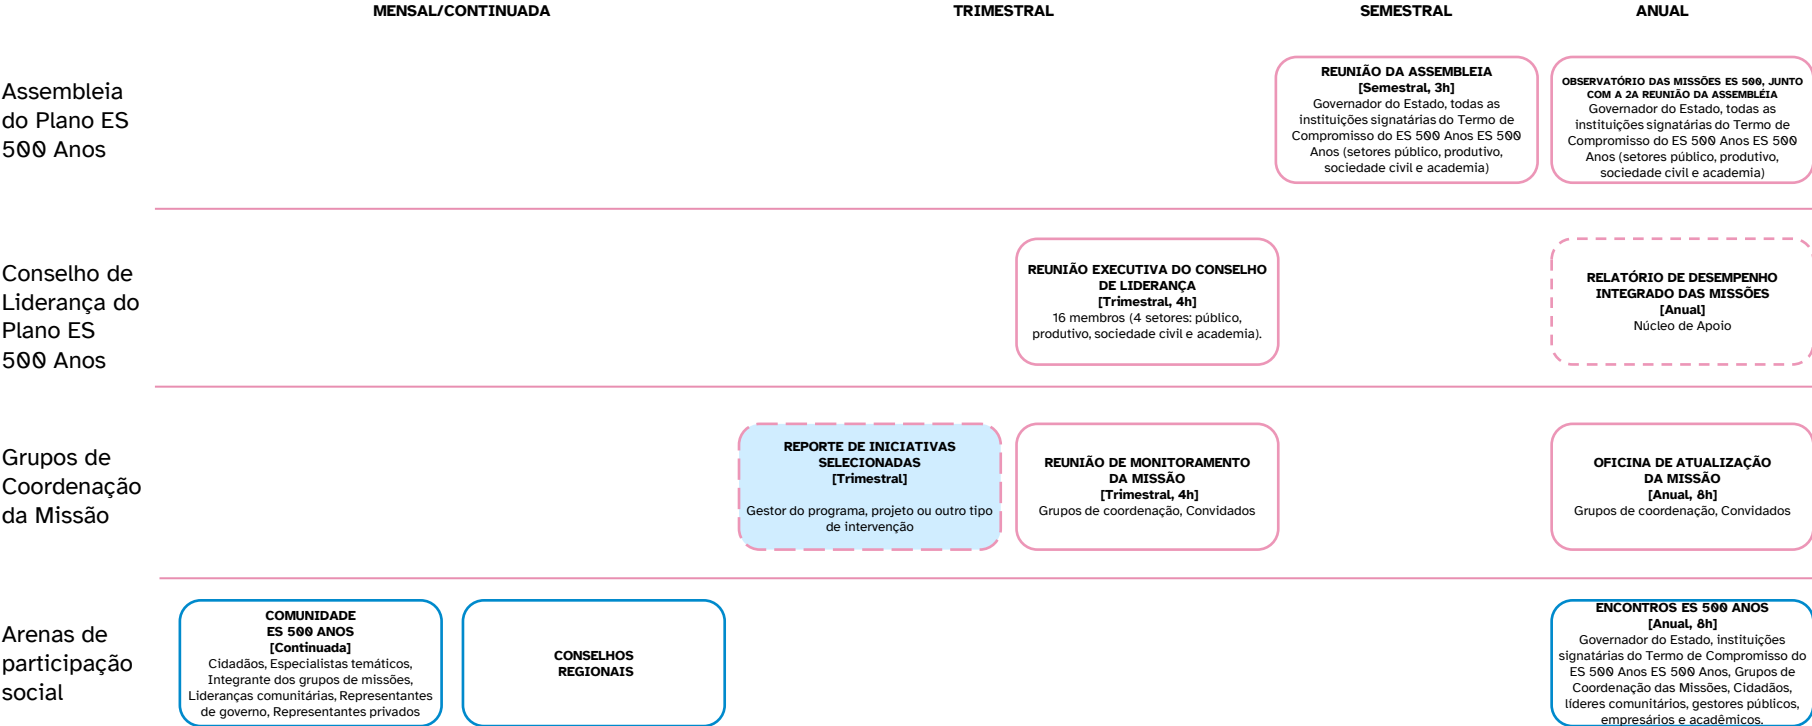 MENSAL/CONTINUADA
TRIMESTRAL
SEMESTRAL
ANUAL
Assembleia
do Plano ES
500 Anos
REUNIÃO DA ASSEMBLEIA
[Semestral, 3h]
Governador do Estado, todas as
instituições signatárias do Termo de
Compromisso do ES 500 Anos ES 500
Anos (setores público, produtivo,
sociedade civil e academia)
OBSERVATÓRIO DAS MISSÕES ES 500, JUNTO
COM A 2A REUNIÃO DA ASSEMBLÉIA
Governador do Estado, todas as
instituições signatárias do Termo de
Compromisso do ES 500 Anos ES 500
Anos (setores público, produtivo,
sociedade civil e academia)
Conselho de
Liderança do
Plano ES
500 Anos
REUNIÃO EXECUTIVA DO CONSELHO
DE LIDERANÇA
[Trimestral, 4h]
16 membros (4 setores: público,
produtivo, sociedade civil e academia).
RELATÓRIO DE DESEMPENHO
INTEGRADO DAS MISSÕES
[Anual]
Núcleo de Apoio
Grupos de
Coordenação
da Missão
REPORTE DE INICIATIVAS
SELECIONADAS
[Trimestral]
Gestor do programa, projeto ou outro tipo
de intervenção
REUNIÃO DE MONITORAMENTO
DA MISSÃO
[Trimestral, 4h]
Grupos de coordenação, Convidados
OFICINA DE ATUALIZAÇÃO
DA MISSÃO
[Anual, 8h]
Grupos de coordenação, Convidados
Arenas de
participação
social
COMUNIDADE
ES 500 ANOS
[Continuada]
Cidadãos, Especialistas temáticos,
Integrante dos grupos de missões,
Lideranças comunitárias, Representantes
de governo, Representantes privados
CONSELHOS
REGIONAIS
ENCONTROS ES 500 ANOS
[Anual, 8h]
Governador do Estado, instituições
signatárias do Termo de Compromisso do
ES 500 Anos ES 500 Anos, Grupos de
Coordenação das Missões, Cidadãos,
líderes comunitários, gestores públicos,
empresários e acadêmicos.